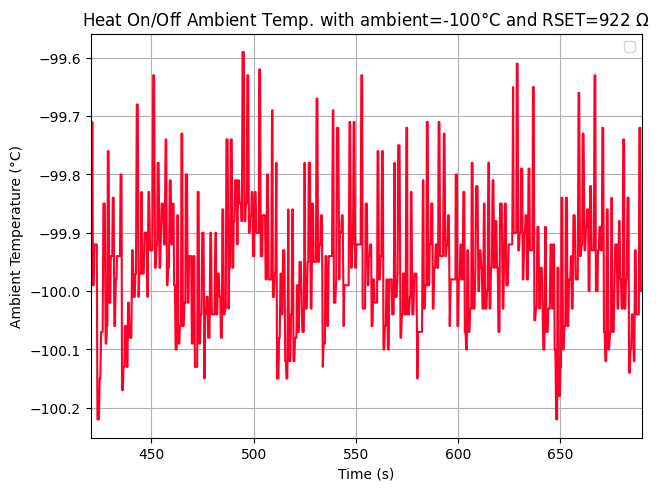 Heat On/Off Ambient Temp. with ambient=-100°C and RSET=922 Ω
−99.6
−99.7
−99.8
−99.9
−100.0
−100.1
−100.2
Ambient Temperature (°C)
450 500 550 600 650
Time (s)